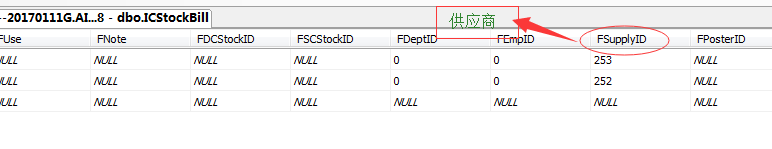 --20170111G.AI...8 - dbo.ICStockBill
供应商
FUse FNote FDCStockID FSCStockID FDeptID FEmpID FSupplyID FPosterID
NULL NULL NULL NULL 0 0 253 NULL
NULL NULL NULL NULL 0 0 252 NULL
NULL NULL NULL NULL NULL NULL NULL NULL